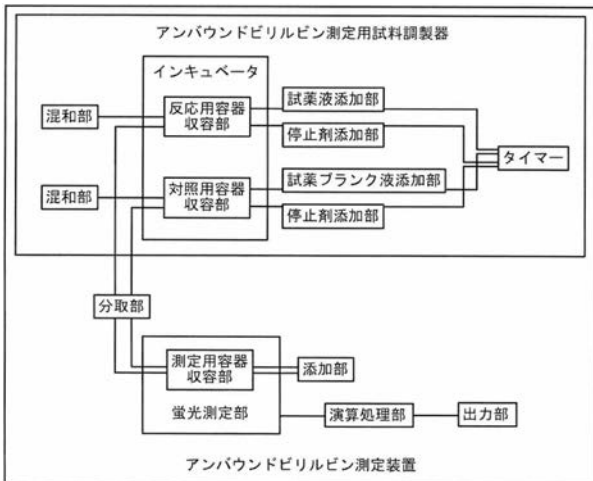 アンバウンドビリルビン測定用試料調製器
インキュベータ
混和部
反応用容器
収容部
試薬液添加部
停止剤添加部
タイマー
混和部
対照用容器
収容部
試薬ブランク液添加部
停止剤添加部
分取部
測定用容器
収容部
添加部
蛍光測定部
演算処理部
出力部
アンバウンドビリルビン測定装置